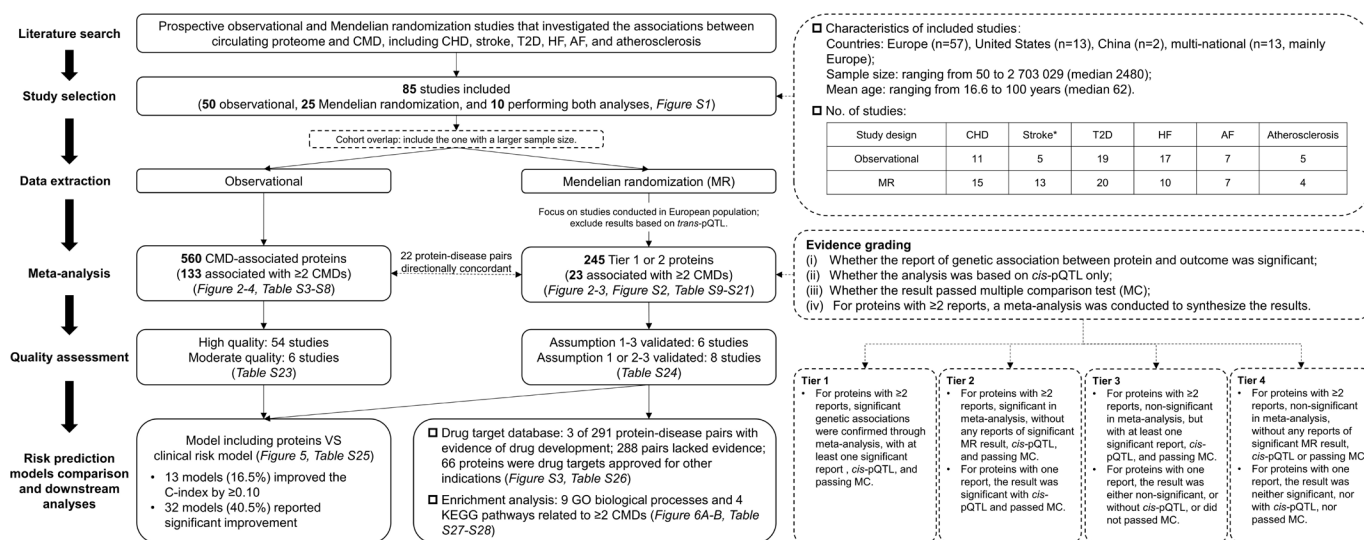 Literature search
Prospective observational and Mendelian randomization studies that investigated the associations between
circulating proteome and CMD, including CHD, stroke, T2D, HF, AF, and atherosclerosis
Study selection
85 studies included
(50 observational, 25 Mendelian randomization, and 10 performing both analyses, Figure S1)
Cohort overlap: include the one with a larger sample size.
Data extraction
Observational
Mendelian randomization (MR)
Focus on studies conducted in European population;
exclude results based on trans-pQTL.
Meta-analysis
560 CMD-associated proteins
(133 associated with ≥2 CMDs)
(Figure 2-4, Table S3-S8)
22 protein-disease pairs
directionally concordant
245 Tier 1 or 2 proteins
(23 associated with ≥2 CMDs)
(Figure 2-3, Figure S2, Table S9-S21)
Quality assessment
High quality: 54 studies
Moderate quality: 6 studies
(Table S23)
Assumption 1-3 validated: 6 studies
Assumption 1 or 2-3 validated: 8 studies
(Table S24)
Risk prediction
models comparison
and downstream
analyses
Model including proteins VS
clinical risk model (Figure 5, Table S25)
• 13 models (16.5%) improved the
C-index by ≥0.10
• 32 models (40.5%) reported
significant improvement
Drug target database: 3 of 291 protein-disease pairs with
evidence of drug development; 288 pairs lacked evidence;
66 proteins were drug targets approved for other
indications (Figure S3, Table S26)
Enrichment analysis: 9 GO biological processes and 4
KEGG pathways related to ≥2 CMDs (Figure 6A-B, Table
S27-S28)
Characteristics of included studies:
Countries: Europe (n=57), United States (n=13), China (n=2), multi-national (n=13, mainly
Europe);
Sample size: ranging from 50 to 2 703 029 (median 2480);
Mean age: ranging from 16.6 to 100 years (median 62).
No. of studies:
Study design CHD Stroke* T2D HF AF Atherosclerosis
Observational 11 5 19 17 7 5
MR 15 13 20 10 7 4
Evidence grading
(i) Whether the report of genetic association between protein and outcome was significant;
(ii) Whether the analysis was based on cis-pQTL only;
(iii) Whether the result passed multiple comparison test (MC);
(iv) For proteins with ≥2 reports, a meta-analysis was conducted to synthesize the results.
Tier 1
• For proteins with ≥2
reports, significant
genetic associations
were confirmed through
meta-analysis, with at
least one significant
report , cis-pQTL, and
passing MC.
Tier 2
• For proteins with ≥2
reports, significant in
meta-analysis, without
any reports of significant
MR result, cis-pQTL, and
passing MC.
• For proteins with one
report, the result was
significant with cis-
pQTL and passed MC.
Tier 3
• For proteins with ≥2
reports, non-significant
in meta-analysis, but
with at least one
significant report, cis-
pQTL, and passing MC.
• For proteins with one
report, the result was
either non-significant, or
without cis-pQTL, or did
not passed MC.
Tier 4
• For proteins with ≥2
reports, non-significant
in meta-analysis,
without any reports of
significant MR result,
cis-pQTL or passing MC.
• For proteins with one
report, the result was
neither significant, nor
with cis-pQTL, nor
passed MC.